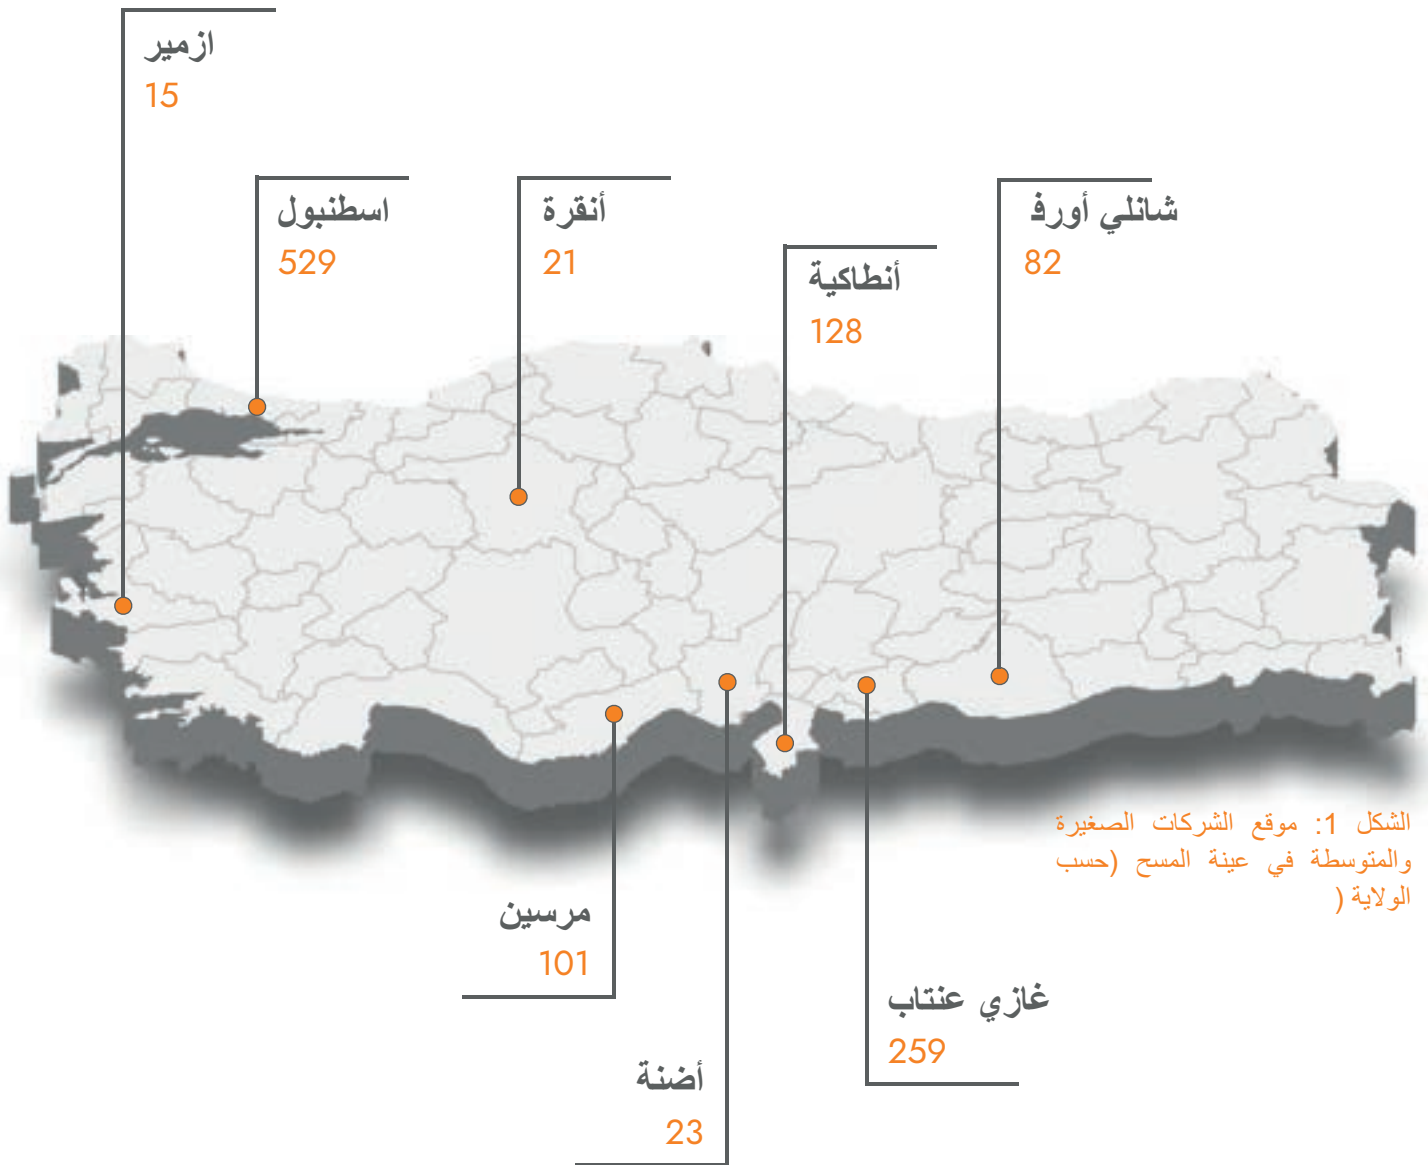 ازمير
15
اسطنبول
529
أنقرة
21
شانلي أورف
82
أنطاكية
128
الشكل 1: موقع الشركات الصغيرة
والمتوسطة في عينة المسح (حسب
الولاية (
مرسين
101
غازي عنتاب
259
أضنة
23